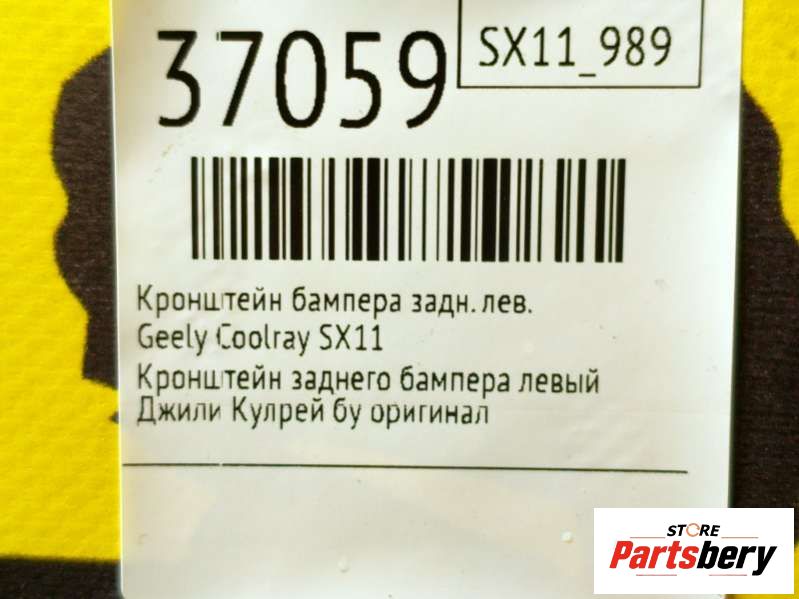 37059
SX11_989
Кронштейн бампера задн. лев.
Geely Coolray SX11
Кронштейн заднего бампера левый
Джили Кулрей бу оригинал
STORE
Partsbery